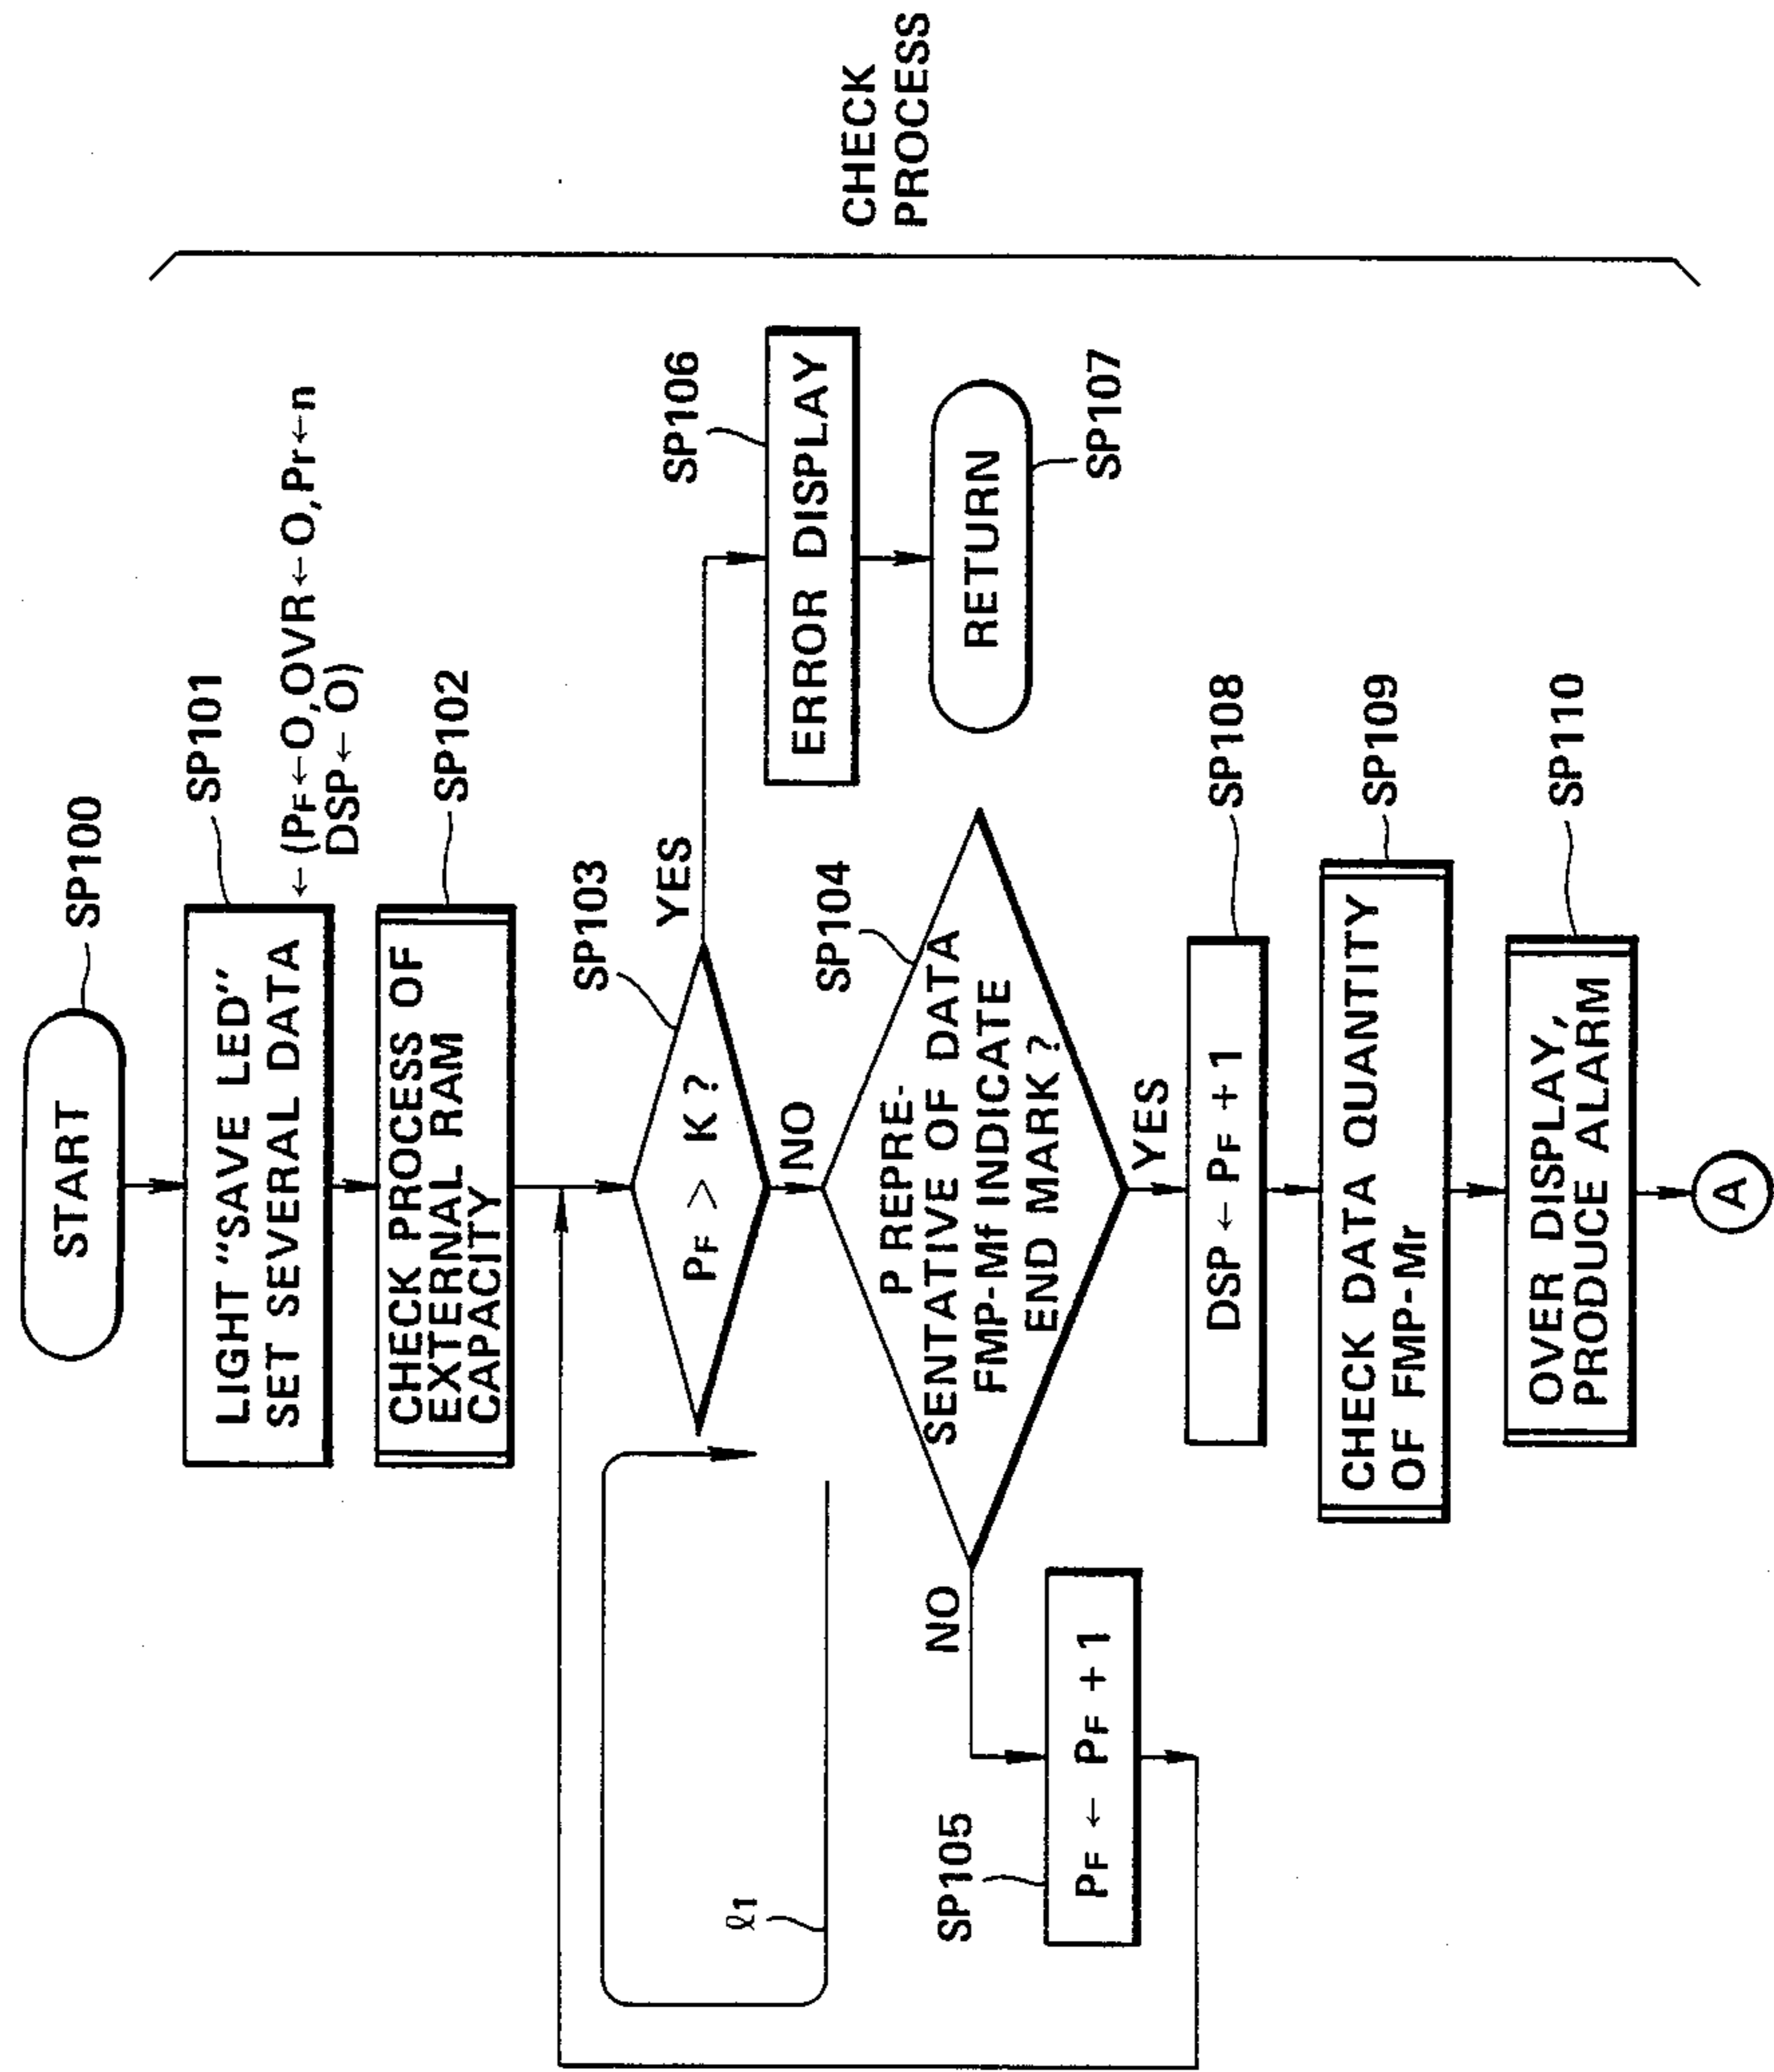 START
SP100
LIGHT "SAVE LED"
SET SEVERAL DATA
SP101
← (PF←O,OVR←O,Pr←n
DSP←O)
CHECK PROCESS OF
EXTERNAL RAM
CAPACITY
SP102
PF > K ?
SP103
YES
NO
ERROR DISPLAY
SP106
RETURN
SP107
ℓ1
P REPRE-
SENTATIVE OF DATA
FMP-Mf INDICATE
END MARK ?
SP104
NO
YES
SP105
PF ← PF + 1
DSP ← PF + 1
SP108
CHECK DATA QUANTITY
OF FMP-Mr
SP109
OVER DISPLAY,
PRODUCE ALARM
SP110
A
CHECK
PROCESS